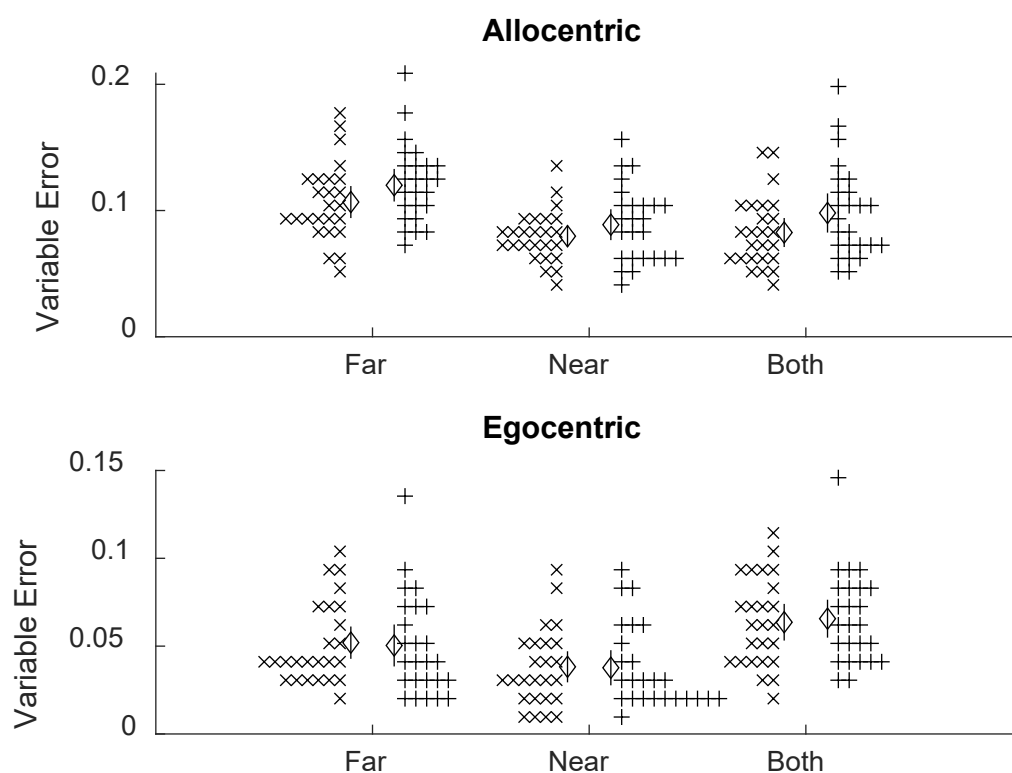 Allocentric
0.2
0.1
0
Variable Error
Far Near Both
Egocentric
0.15
0.1
0.05
0
Variable Error
Far Near Both